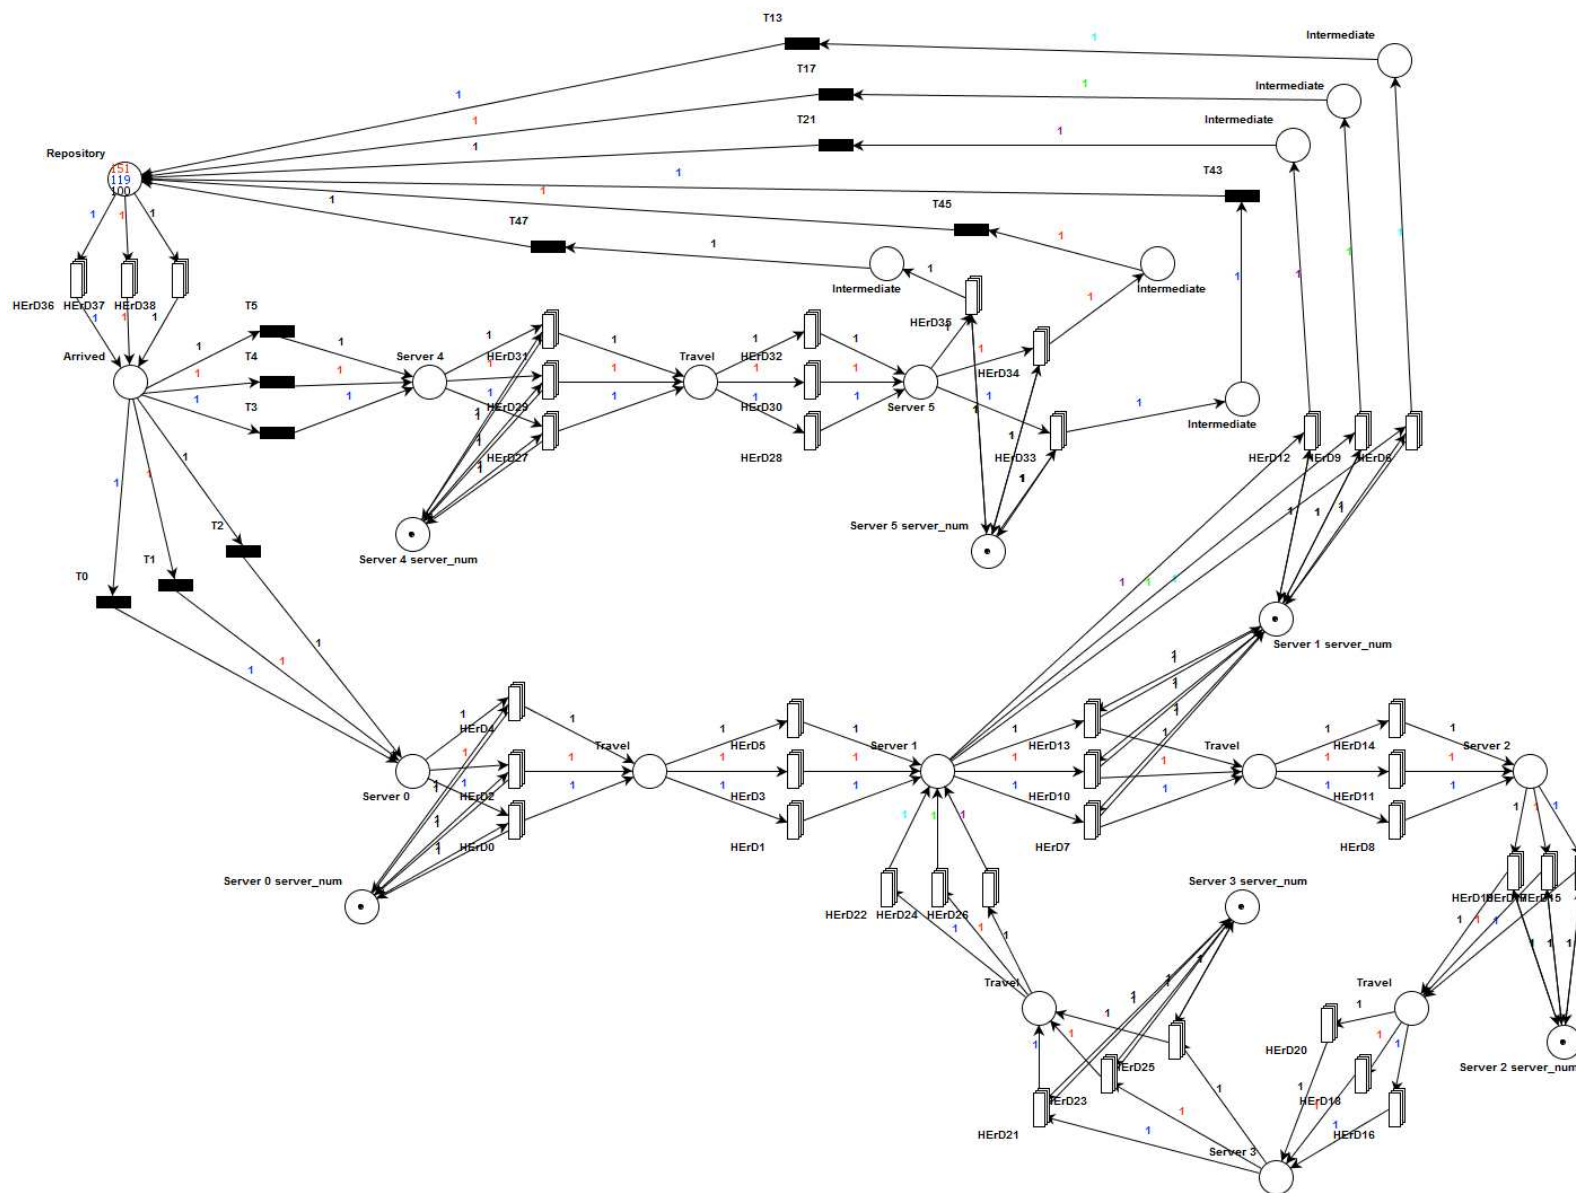 T13
Intermediate
T17
Intermediate
T21
Intermediate
Repository
151
119
100
T43
T45
T47
Intermediate
Intermediate
HErD36
HErD37
HErD38
T5
HErD35
Arrived
T4
Server 4
HErD31
Travel
HErD32
HErD34
T3
HErD29
HErD30
Server 5
Intermediate
HErD27
HErD28
HErD33
HErD12
HErD9
HErD6
T2
Server 5 server_num
Server 4 server_num
T1
T0
Server 1 server_num
HErD4
Travel
HErD5
Server 1
HErD13
Travel
HErD14
Server 2
Server 0
HErD2
HErD3
HErD10
HErD11
HErD0
HErD1
HErD7
HErD8
Server 0 server_num
Server 3 server_num
HErD22
HErD24
HErD26
HErD15
Travel
Travel
HErD20
Server 2 server_num
HErD25
HErD23
HErD18
HErD21
HErD16
Server 3